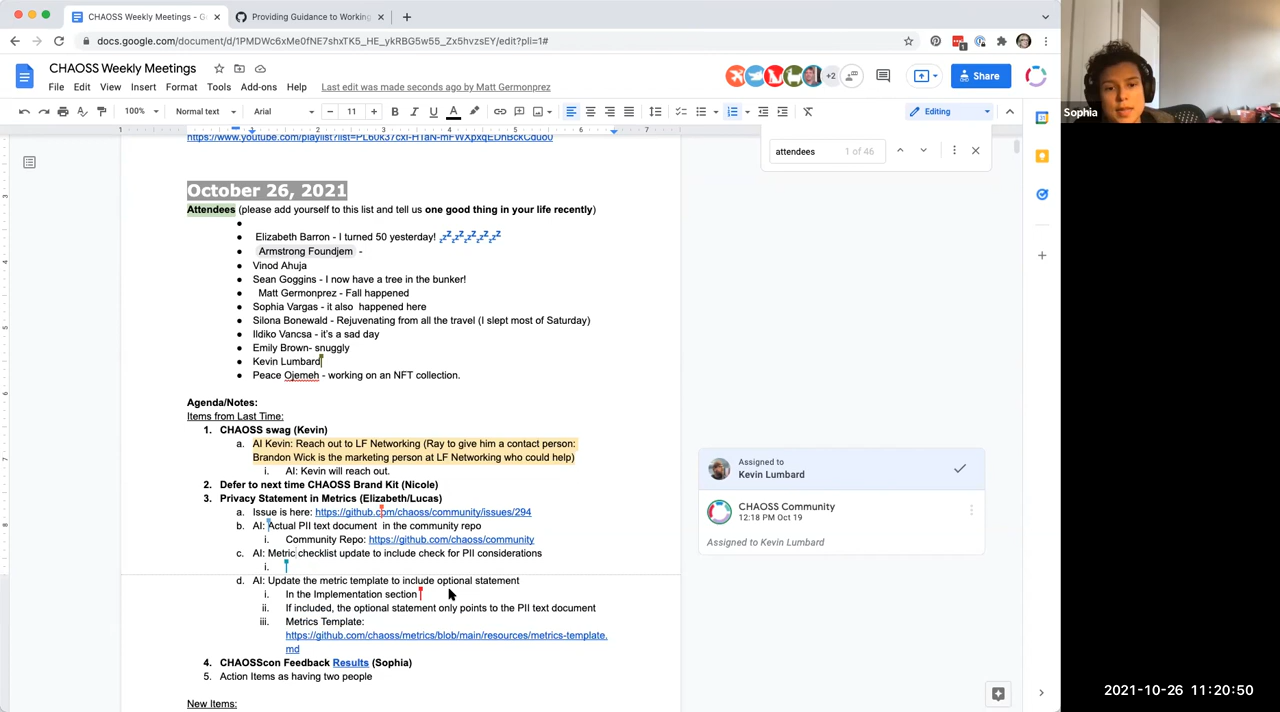 CHAOSS Weekly Meetings - G
Providing Guidance to Working
docs.google.com/document/d/1PMDWc6xMe0fNE7shxTK5_HE_ykRBG5w55_Zx5hvzsEY/edit?pli=1#
CHAOSS Weekly Meetings
File Edit View Insert Format Tools Add-ons Help Last edit was made seconds ago by Matt Germonprez
+2
Share
100% Normal text Arial 11 Editing
attendees 1 of 46
October 26, 2021
Attendees (please add yourself to this list and tell us one good thing in your life recently)
Elizabeth Barron - I turned 50 yesterday! 💤💤💤💤💤💤
Armstrong Foundjem -
Vinod Ahuja
Sean Goggins - I now have a tree in the bunker!
Matt Germonprez - Fall happened
Sophia Vargas - it also happened here
Silona Bonewald - Rejuvenating from all the travel (I slept most of Saturday)
Ildiko Vancsa - it's a sad day
Emily Brown- snuggly
Kevin Lumbard
Peace Ojemeh - working on an NFT collection.
Agenda/Notes:
Items from Last Time:
1. CHAOSS swag (Kevin)
a. AI Kevin: Reach out to LF Networking (Ray to give him a contact person:
Brandon Wick is the marketing person at LF Networking who could help)
i. AI: Kevin will reach out.
2. Defer to next time CHAOSS Brand Kit (Nicole)
3. Privacy Statement in Metrics (Elizabeth/Lucas)
a. Issue is here: https://github.com/chaoss/community/issues/294
b. AI: Actual PII text document in the community repo
i. Community Repo: https://github.com/chaoss/community
c. AI: Metric checklist update to include check for PII considerations
i.
d. AI: Update the metric template to include optional statement
i. In the Implementation section
ii. If included, the optional statement only points to the PII text document
iii. Metrics Template:
https://github.com/chaoss/metrics/blob/main/resources/metrics-template.
md
4. CHAOSScon Feedback Results (Sophia)
5. Action Items as having two people
New Items:
Assigned to
Kevin Lumbard
CHAOSS Community
12:18 PM Oct 19
Assigned to Kevin Lumbard
Sophia
2021-10-26 11:20:50